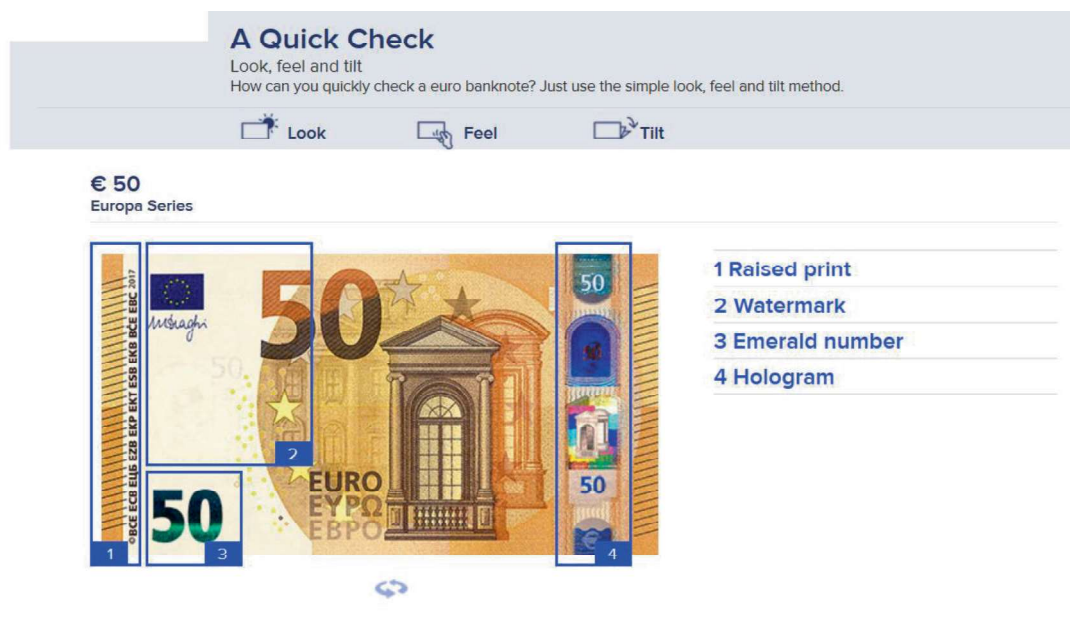 A Quick Check
Look, feel and tilt
How can you quickly check a euro banknote? Just use the simple look, feel and tilt method.
Look
Feel
Tilt
€ 50
Europa Series
©BCE ECB ЕЦБ EZB EKP EKT ESB EKB BĊE EBC 2017
50
50
50
EURO
ΕΥΡΩ
ЕВРО
50
50
1
2
3
4
1 Raised print
2 Watermark
3 Emerald number
4 Hologram